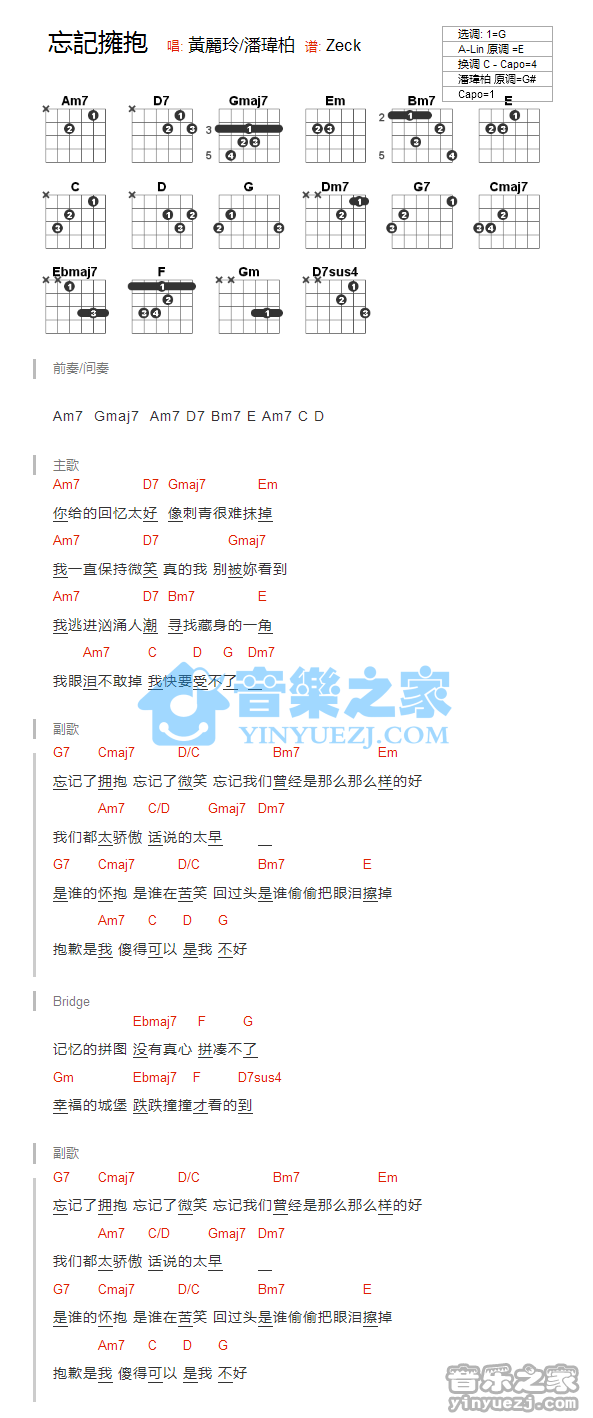 忘記擁抱 唱: 黃麗玲/潘瑋柏 谱: Zeck
选调: 1=G
A-Lin 原调 =E
换调 C - Capo=4
潘瑋柏 原调=G#
Capo=1
Am7 D7 Gmaj7 Em Bm7 E
3 5 2 5
C D G Dm7 G7 Cmaj7
Ebmaj7 F Gm D7sus4
前奏/间奏
Am7 Gmaj7 Am7 D7 Bm7 E Am7 C D
主歌
Am7 D7 Gmaj7 Em
你给的回忆太好 像刺青很难抹掉
Am7 D7 Gmaj7
我一直保持微笑 真的我 别被妳看到
Am7 D7 Bm7 E
我逃进汹涌人潮 寻找藏身的一角
Am7 C D G Dm7
我眼泪不敢掉 我快要受不了 __
音樂之家
YINYUEZJ.COM
副歌
G7 Cmaj7 D/C Bm7 Em
忘记了拥抱 忘记了微笑 忘记我们曾经是那么那么样的好
Am7 C/D Gmaj7 Dm7
我们都太骄傲 话说的太早 __
G7 Cmaj7 D/C Bm7 E
是谁的怀抱 是谁在苦笑 回过头是谁偷偷把眼泪擦掉
Am7 C D G
抱歉是我 傻得可以 是我 不好
Bridge
Ebmaj7 F G
记忆的拼图 没有真心 拼凑不了
Gm Ebmaj7 F D7sus4
幸福的城堡 跌跌撞撞才看的到
副歌
G7 Cmaj7 D/C Bm7 Em
忘记了拥抱 忘记了微笑 忘记我们曾经是那么那么样的好
Am7 C/D Gmaj7 Dm7
我们都太骄傲 话说的太早 __
G7 Cmaj7 D/C Bm7 E
是谁的怀抱 是谁在苦笑 回过头是谁偷偷把眼泪擦掉
Am7 C D G
抱歉是我 傻得可以 是我 不好
音乐之家
yinyuezj.com